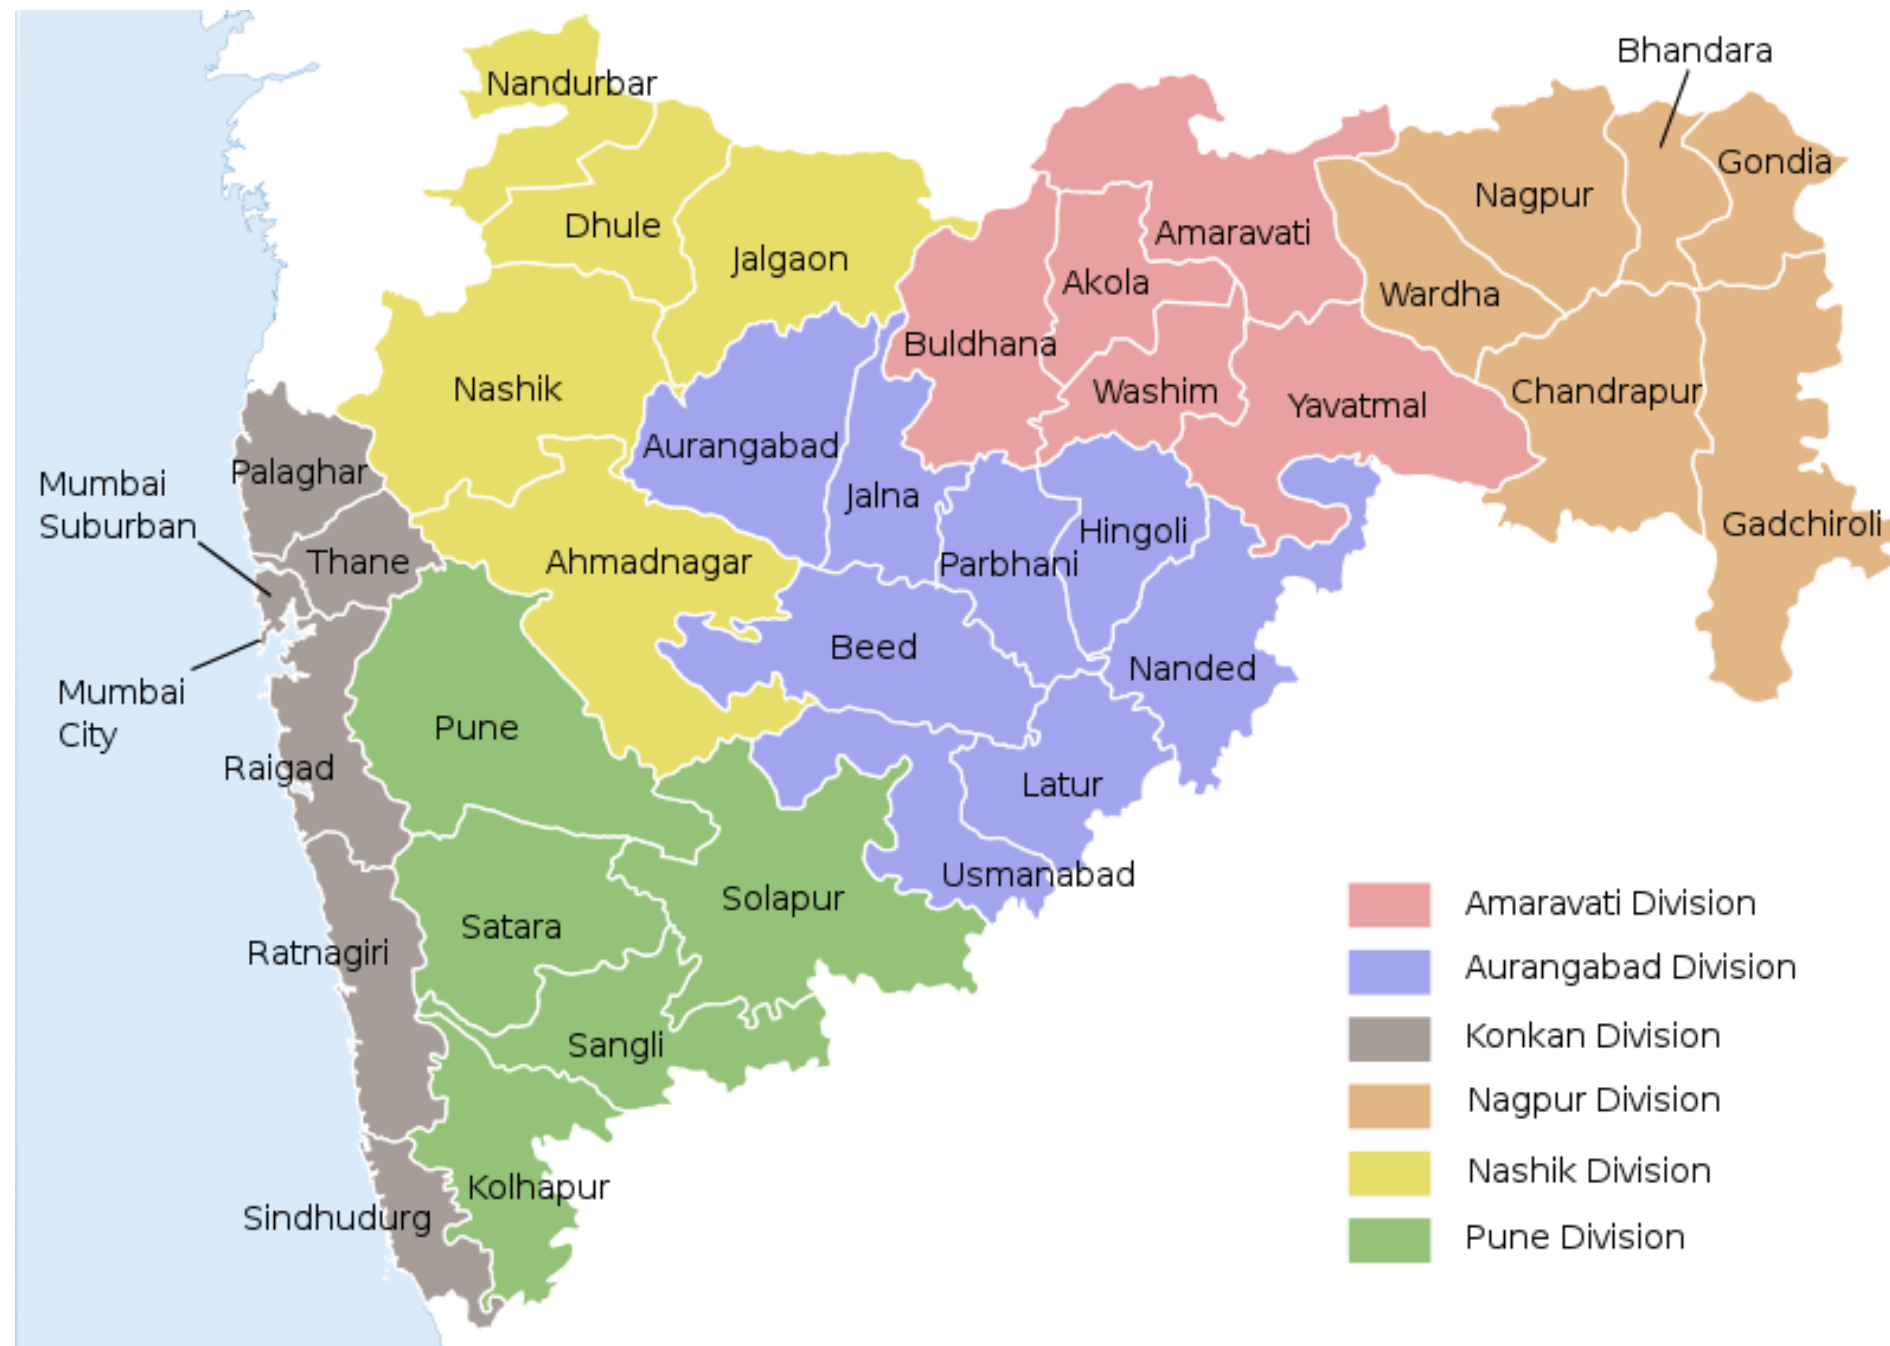 Bhandara
Nandurbar
Gondia
Nagpur
Dhule
Amaravati
Jalgaon
Akola
Wardha
Buldhana
Nashik
Washim
Yavatmal
Chandrapur
Aurangabad
Palaghar
Mumbai
Suburban
Jalna
Hingoli
Gadchiroli
Thane
Ahmadnagar
Parbhani
Beed
Nanded
Mumbai
City
Pune
Raigad
Latur
Usmanabad
Solapur
Satara
Ratnagiri
Sangli
Kolhapur
Sindhudurg
Amaravati Division
Aurangabad Division
Konkan Division
Nagpur Division
Nashik Division
Pune Division